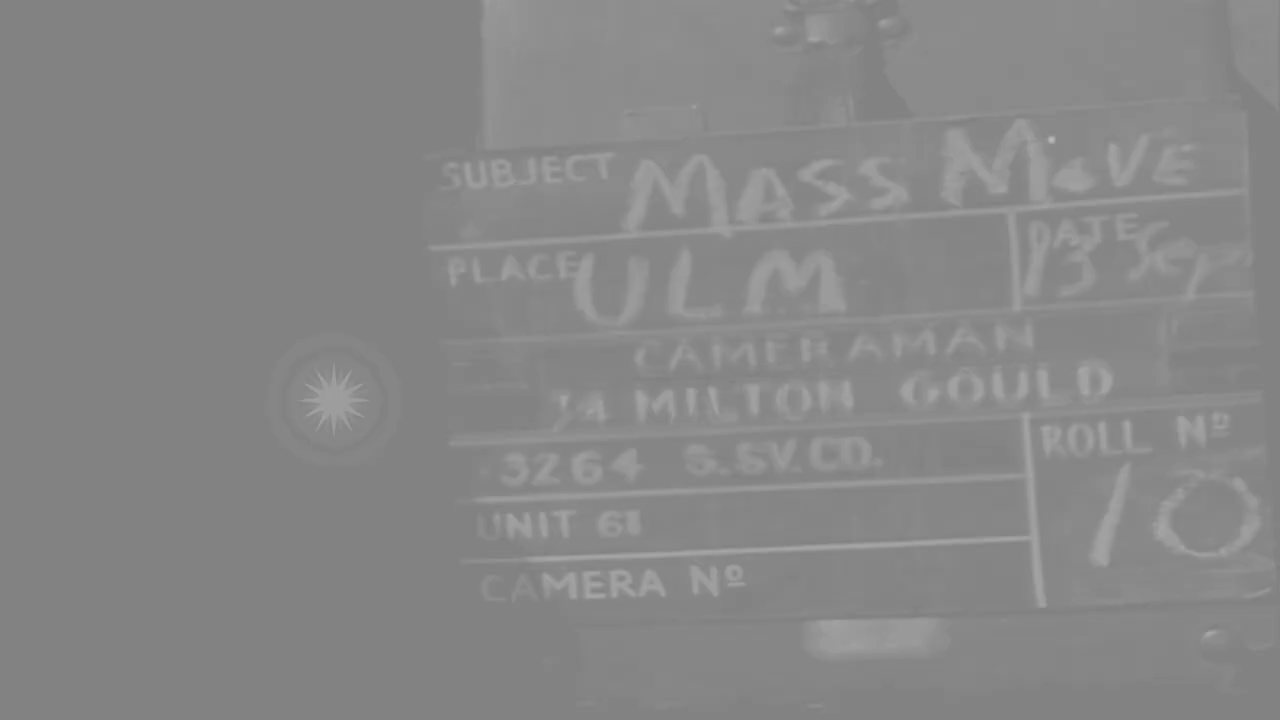 SUBJECT MASS MOVE
PLACE ULM DATE 13 Sep
CAMERAMAN
MILTON GOULD
3264 S.SV.CO. ROLL Nº
UNIT 61 10
CAMERA Nº